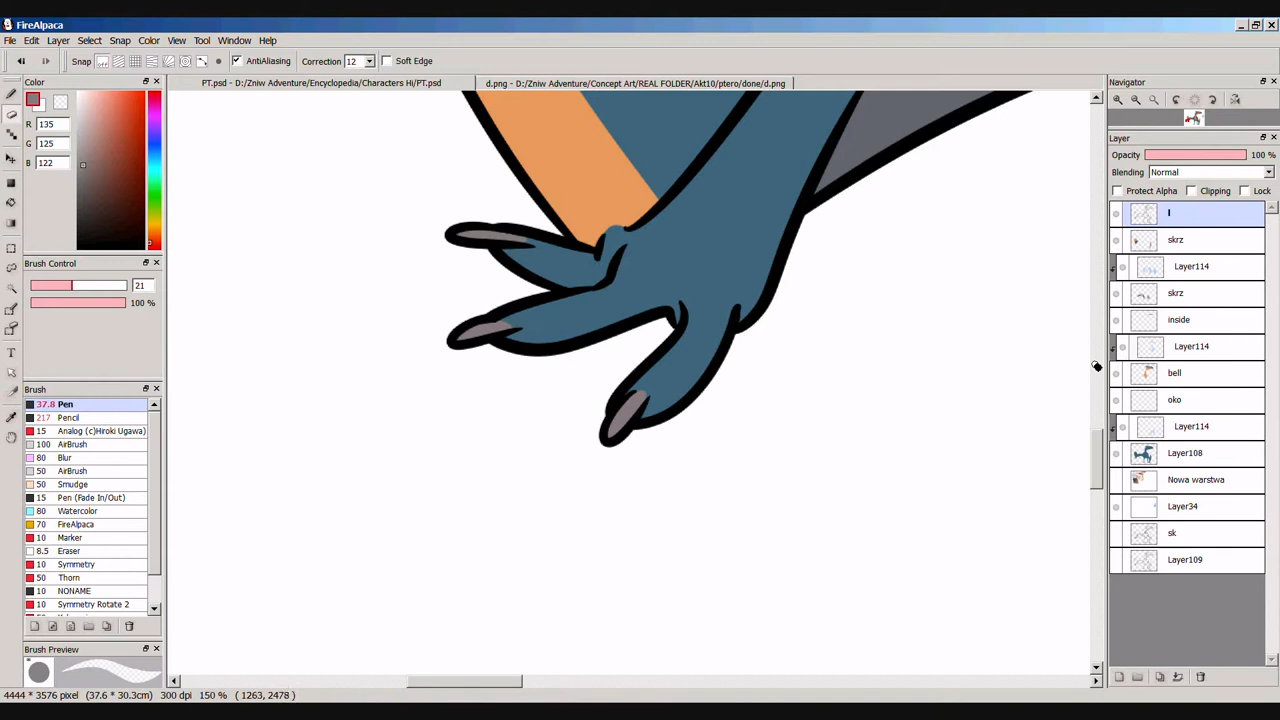 FireAlpaca
File Edit Layer Select Snap Color View Tool Window Help
Snap AntiAliasing Correction 12 Soft Edge
Color
PT.psd - D:/Zniw Adventure/Encyclopedia/Characters Hi/PT.psd
d.png - D:/Zniw Adventure/Concept Art/REAL FOLDER/Akt10/ptero/done/d.png
Navigator
R 135
G 125
B 122
Layer
Opacity 100 %
Blending Normal
Protect Alpha Clipping Lock
l
skrz
Layer114
skrz
inside
Layer114
bell
oko
Layer114
Layer108
Nowa warstwa
Layer34
sk
Layer109
Brush Control
21
100 %
Brush
37.8 Pen
217 Pencil
15 Analog (c)Hiroki Ugawa)
100 AirBrush
80 Blur
50 AirBrush
50 Smudge
15 Pen (Fade In/Out)
80 Watercolor
70 FireAlpaca
10 Marker
8.5 Eraser
10 Symmetry
50 Thorn
10 NONAME
10 Symmetry Rotate 2
Brush Preview
4444 * 3576 pixel (37.6 * 30.3cm) 300 dpi 150 % ( 1263, 2478 )